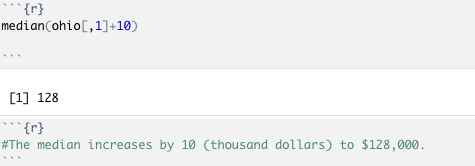 ```{r}
median(ohio[,1]+10)
```
[1] 128
```{r}
#The median increases by 10 (thousand dollars) to $128,000.
```